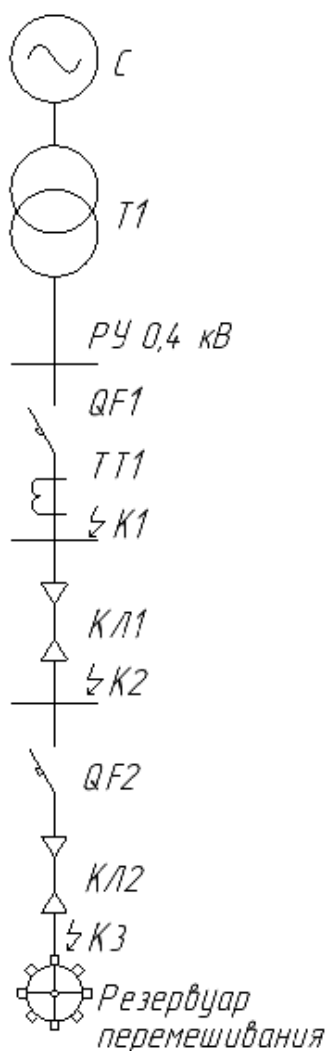 С
Т1
РУ 0,4 кВ
QF1
ТТ1
К1
КЛ1
К2
QF2
КЛ2
К3
Резервуар
перемешивания